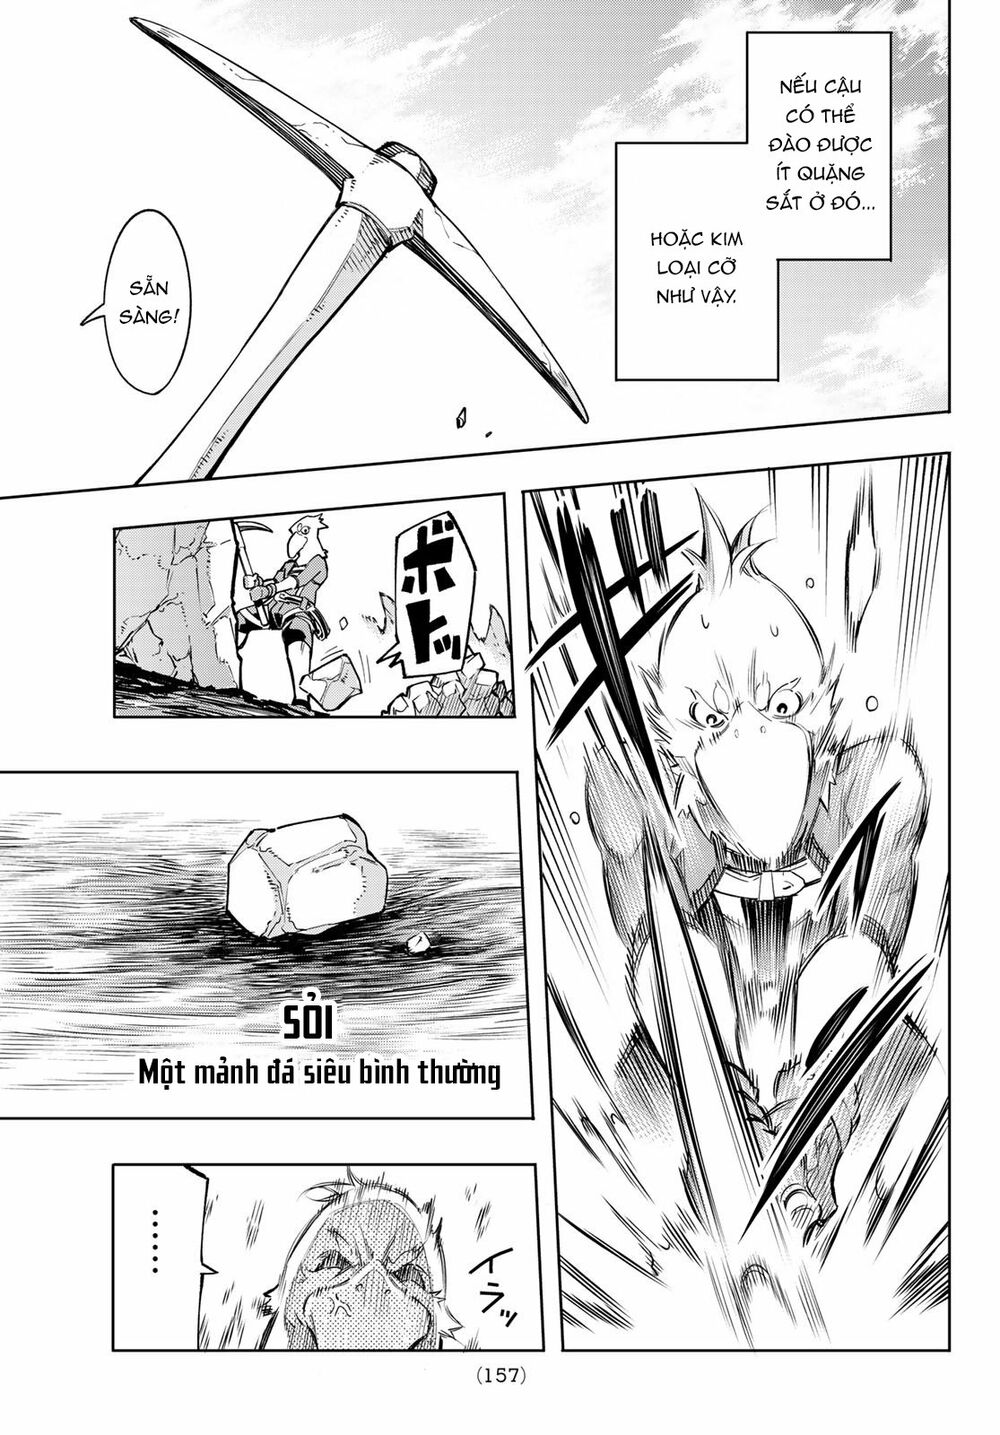 NẾU CẬU
CÓ THỂ
ĐÀO ĐƯỢC
ÍT QUẶNG
SẮT Ở ĐÓ...
HOẶC KIM
LOẠI CỠ
NHƯ VẬY.
SẴN
SÀNG!
ボトッ
SỎI
Một mảnh đá siêu bình thường
……
イラッ
(157)